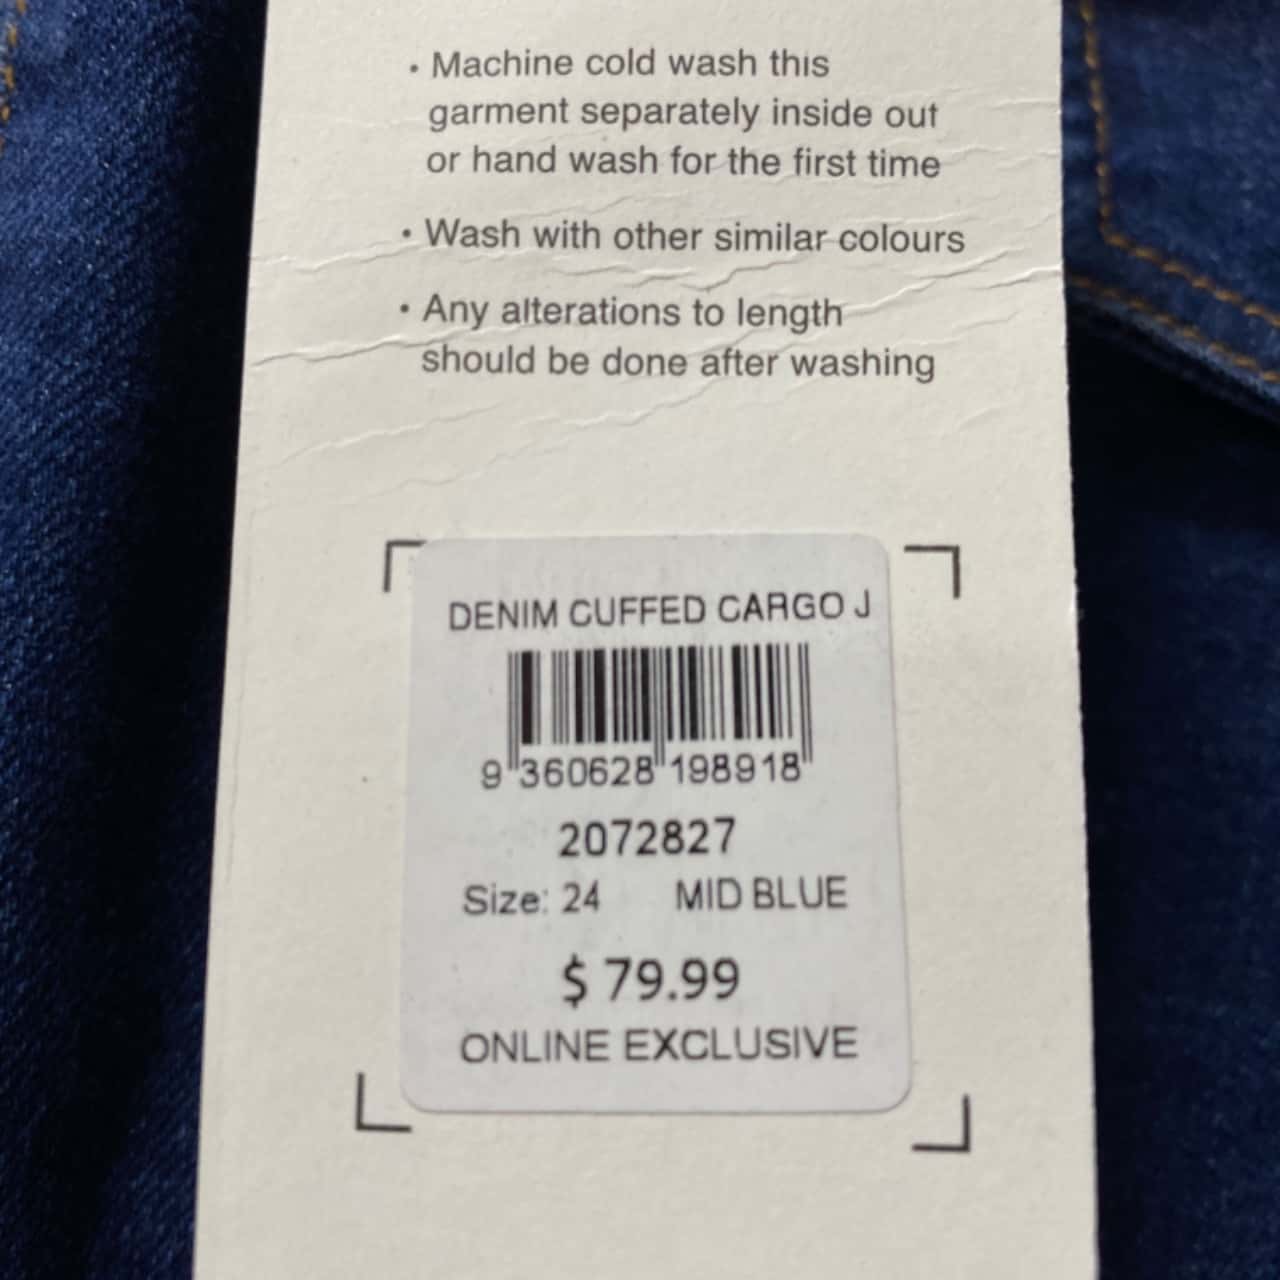 • Machine cold wash this
garment separately inside out
or hand wash for the first time
• Wash with other similar colours
• Any alterations to length
should be done after washing
DENIM CUFFED CARGO J
9 360628 198918
2072827
Size: 24 MID BLUE
$ 79.99
ONLINE EXCLUSIVE